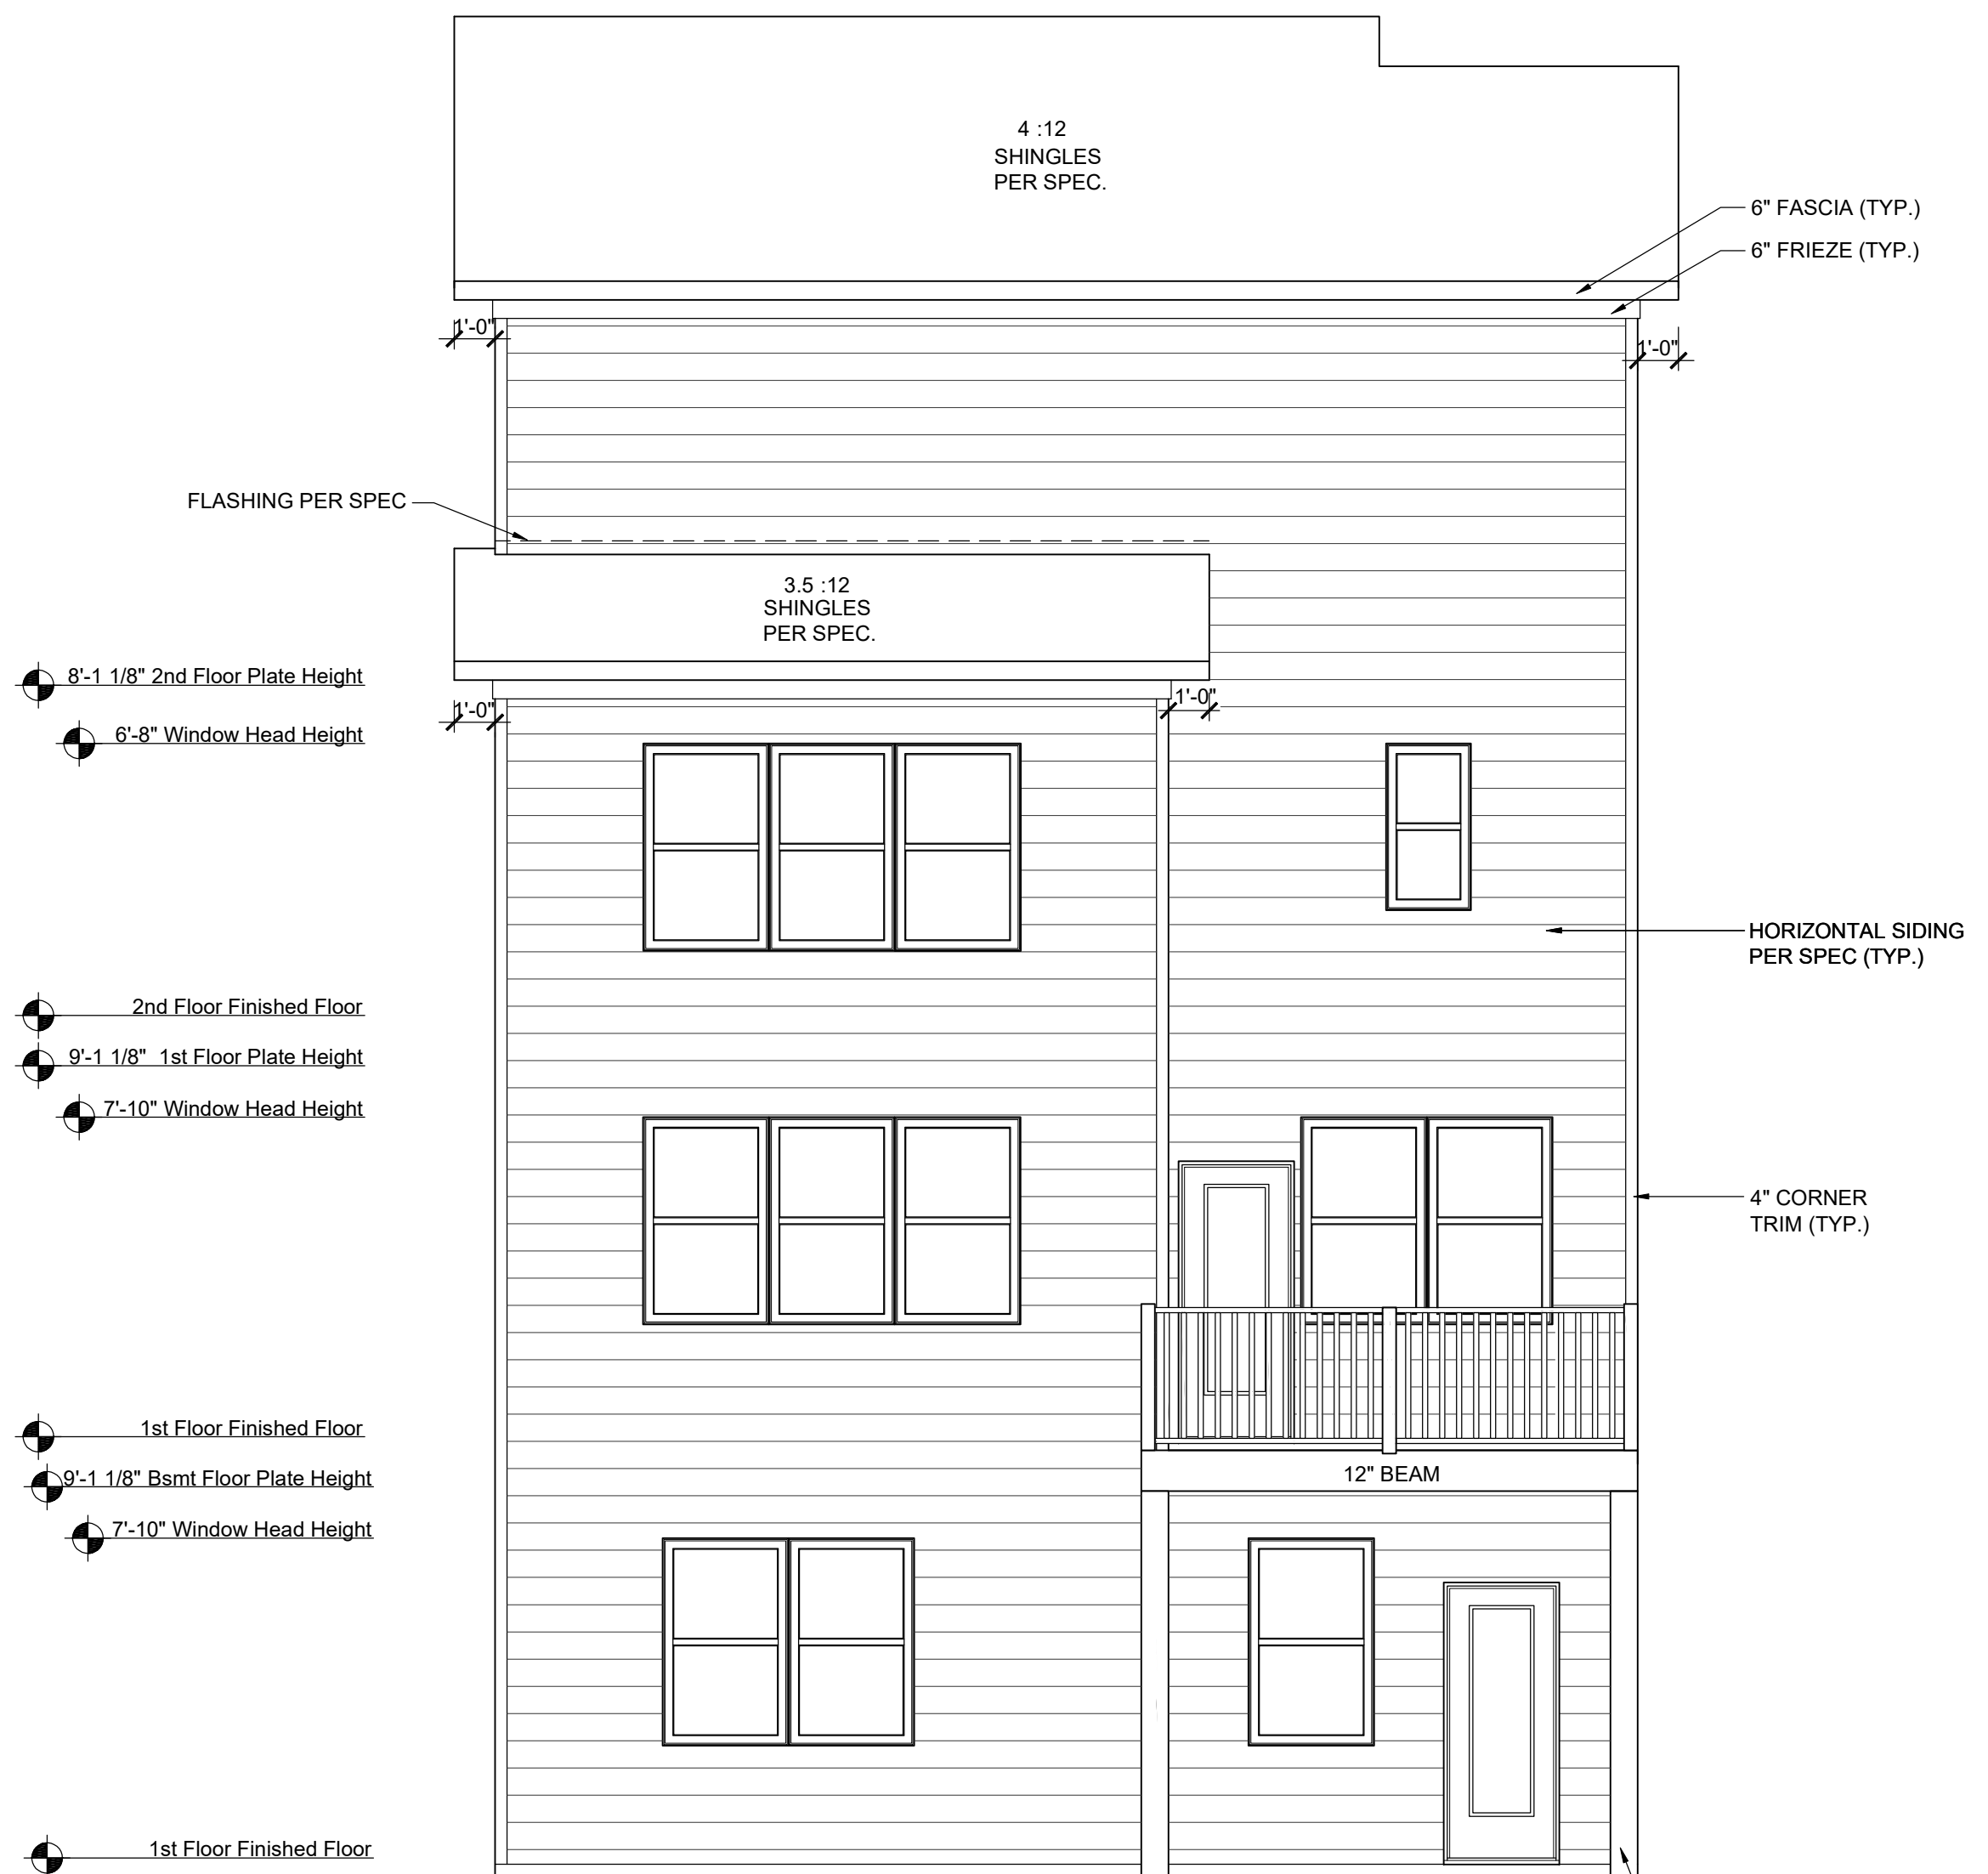 4 :12
SHINGLES
PER SPEC.
6" FASCIA (TYP.)
6" FRIEZE (TYP.)
1'-0"
1'-0"
FLASHING PER SPEC
3.5 :12
SHINGLES
PER SPEC.
8'-1 1/8" 2nd Floor Plate Height
1'-0"
1'-0"
6'-8" Window Head Height
HORIZONTAL SIDING
PER SPEC (TYP.)
2nd Floor Finished Floor
9'-1 1/8" 1st Floor Plate Height
7'-10" Window Head Height
4" CORNER
TRIM (TYP.)
1st Floor Finished Floor
12" BEAM
9'-1 1/8" Bsmt Floor Plate Height
7'-10" Window Head Height
1st Floor Finished Floor